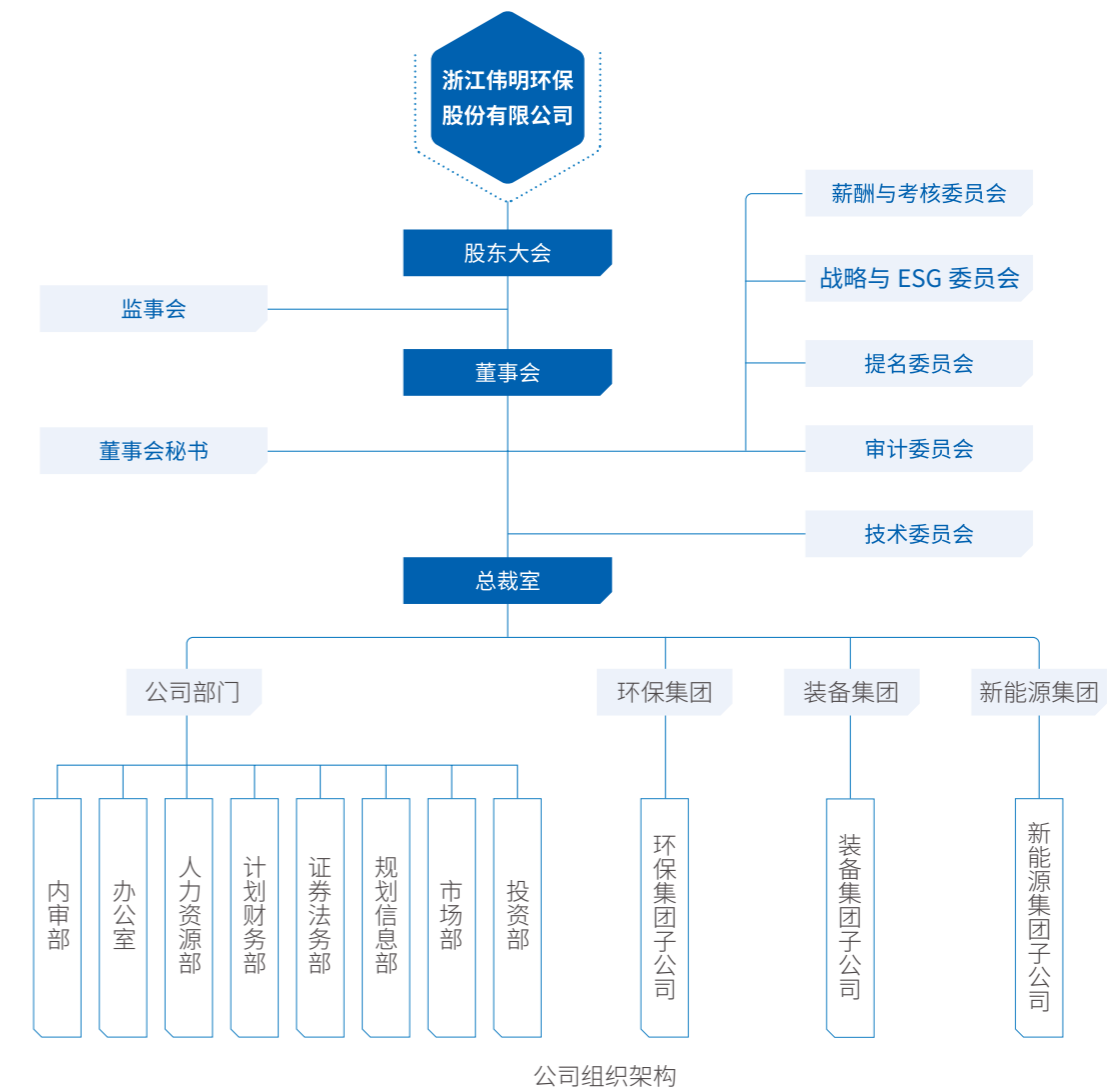 浙江伟明环保
股份有限公司
薪酬与考核委员会
股东大会
战略与 ESG 委员会
监事会
董事会
提名委员会
董事会秘书
审计委员会
技术委员会
总裁室
公司部门
环保集团
装备集团
新能源集团
内审部
办公室
人力资源部
计划财务部
证券法务部
规划信息部
市场部
投资部
环保集团子公司
装备集团子公司
新能源集团子公司
公司组织架构